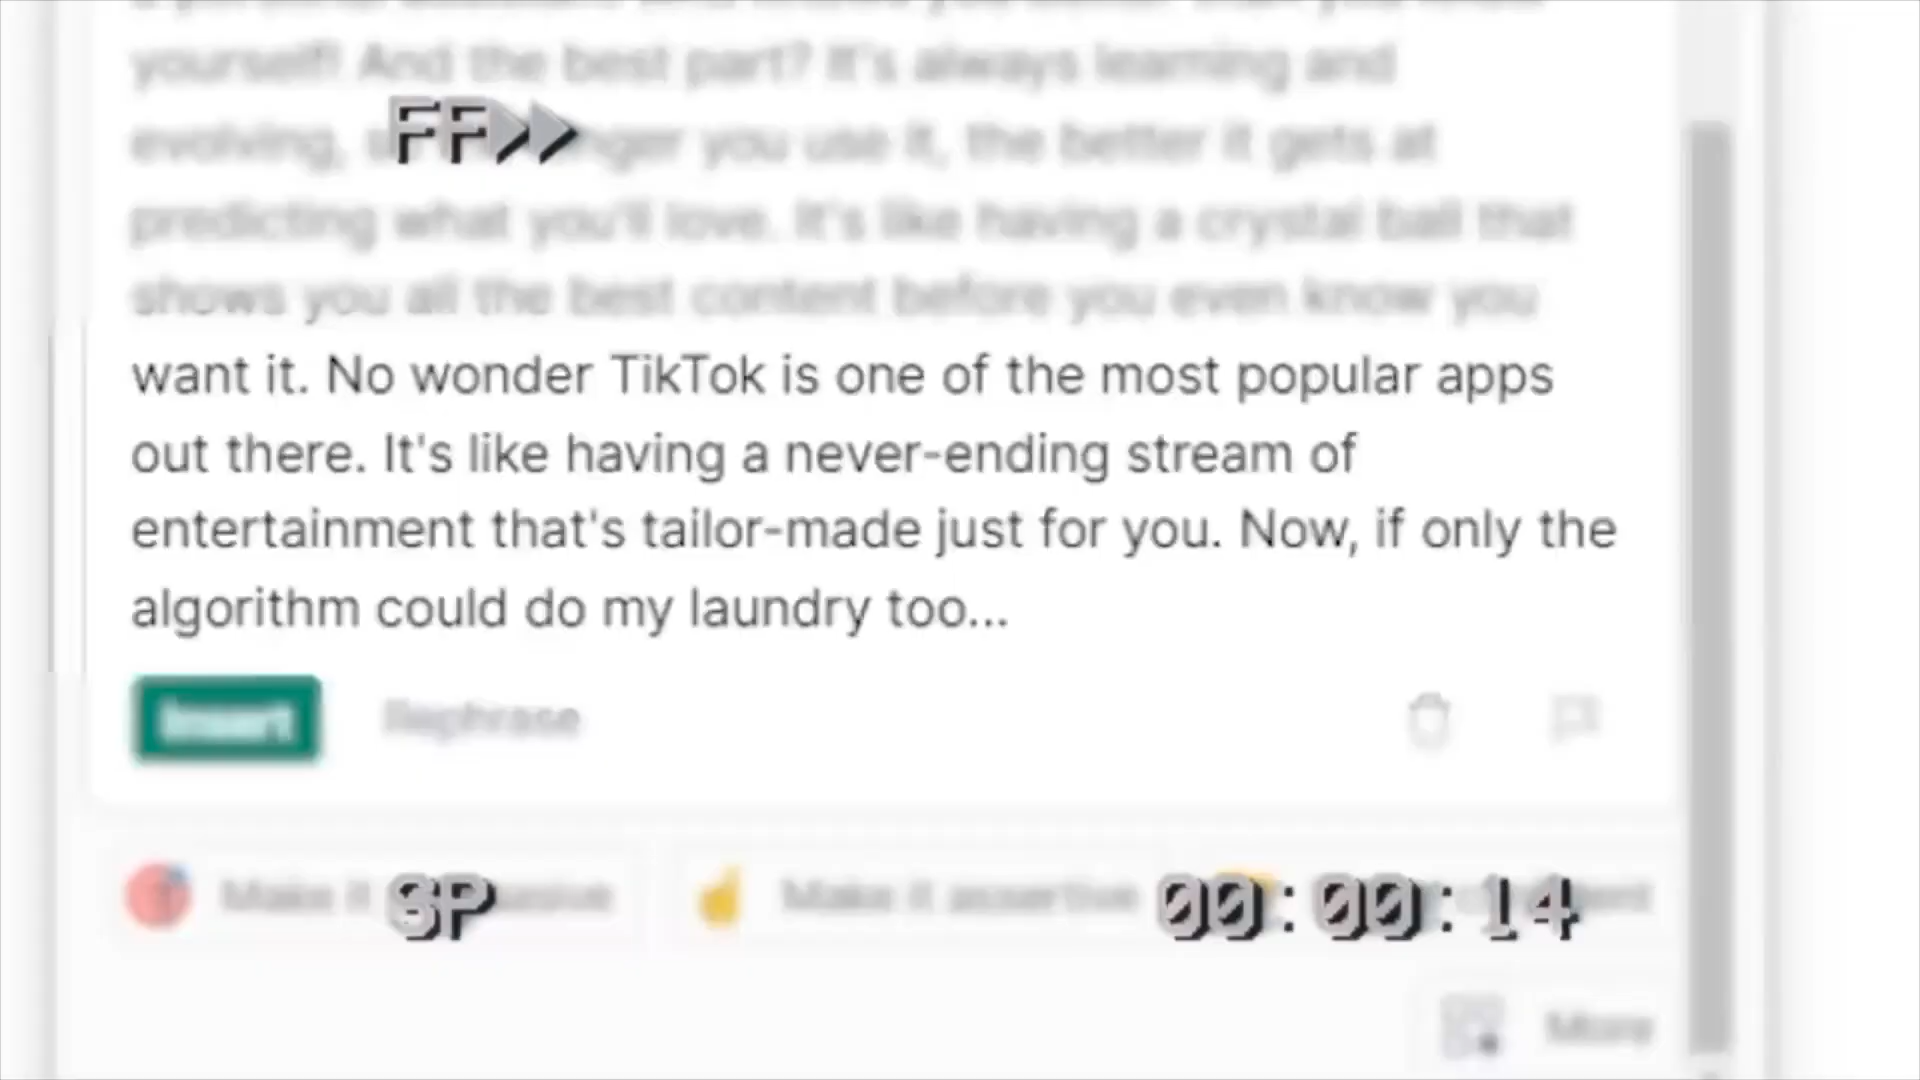 yourself! And the best part? It's always learning and
FF
evolving, nger you use it, the better it gets at
predicting what you'll love. It's like having a crystal ball that
shows you all the best content before you even know you
want it. No wonder TikTok is one of the most popular apps
out there. It's like having a never-ending stream of
entertainment that's tailor-made just for you. Now, if only the
algorithm could do my laundry too...
Insert Rephrase
Make it SP Make it assertive 00:00:14
More